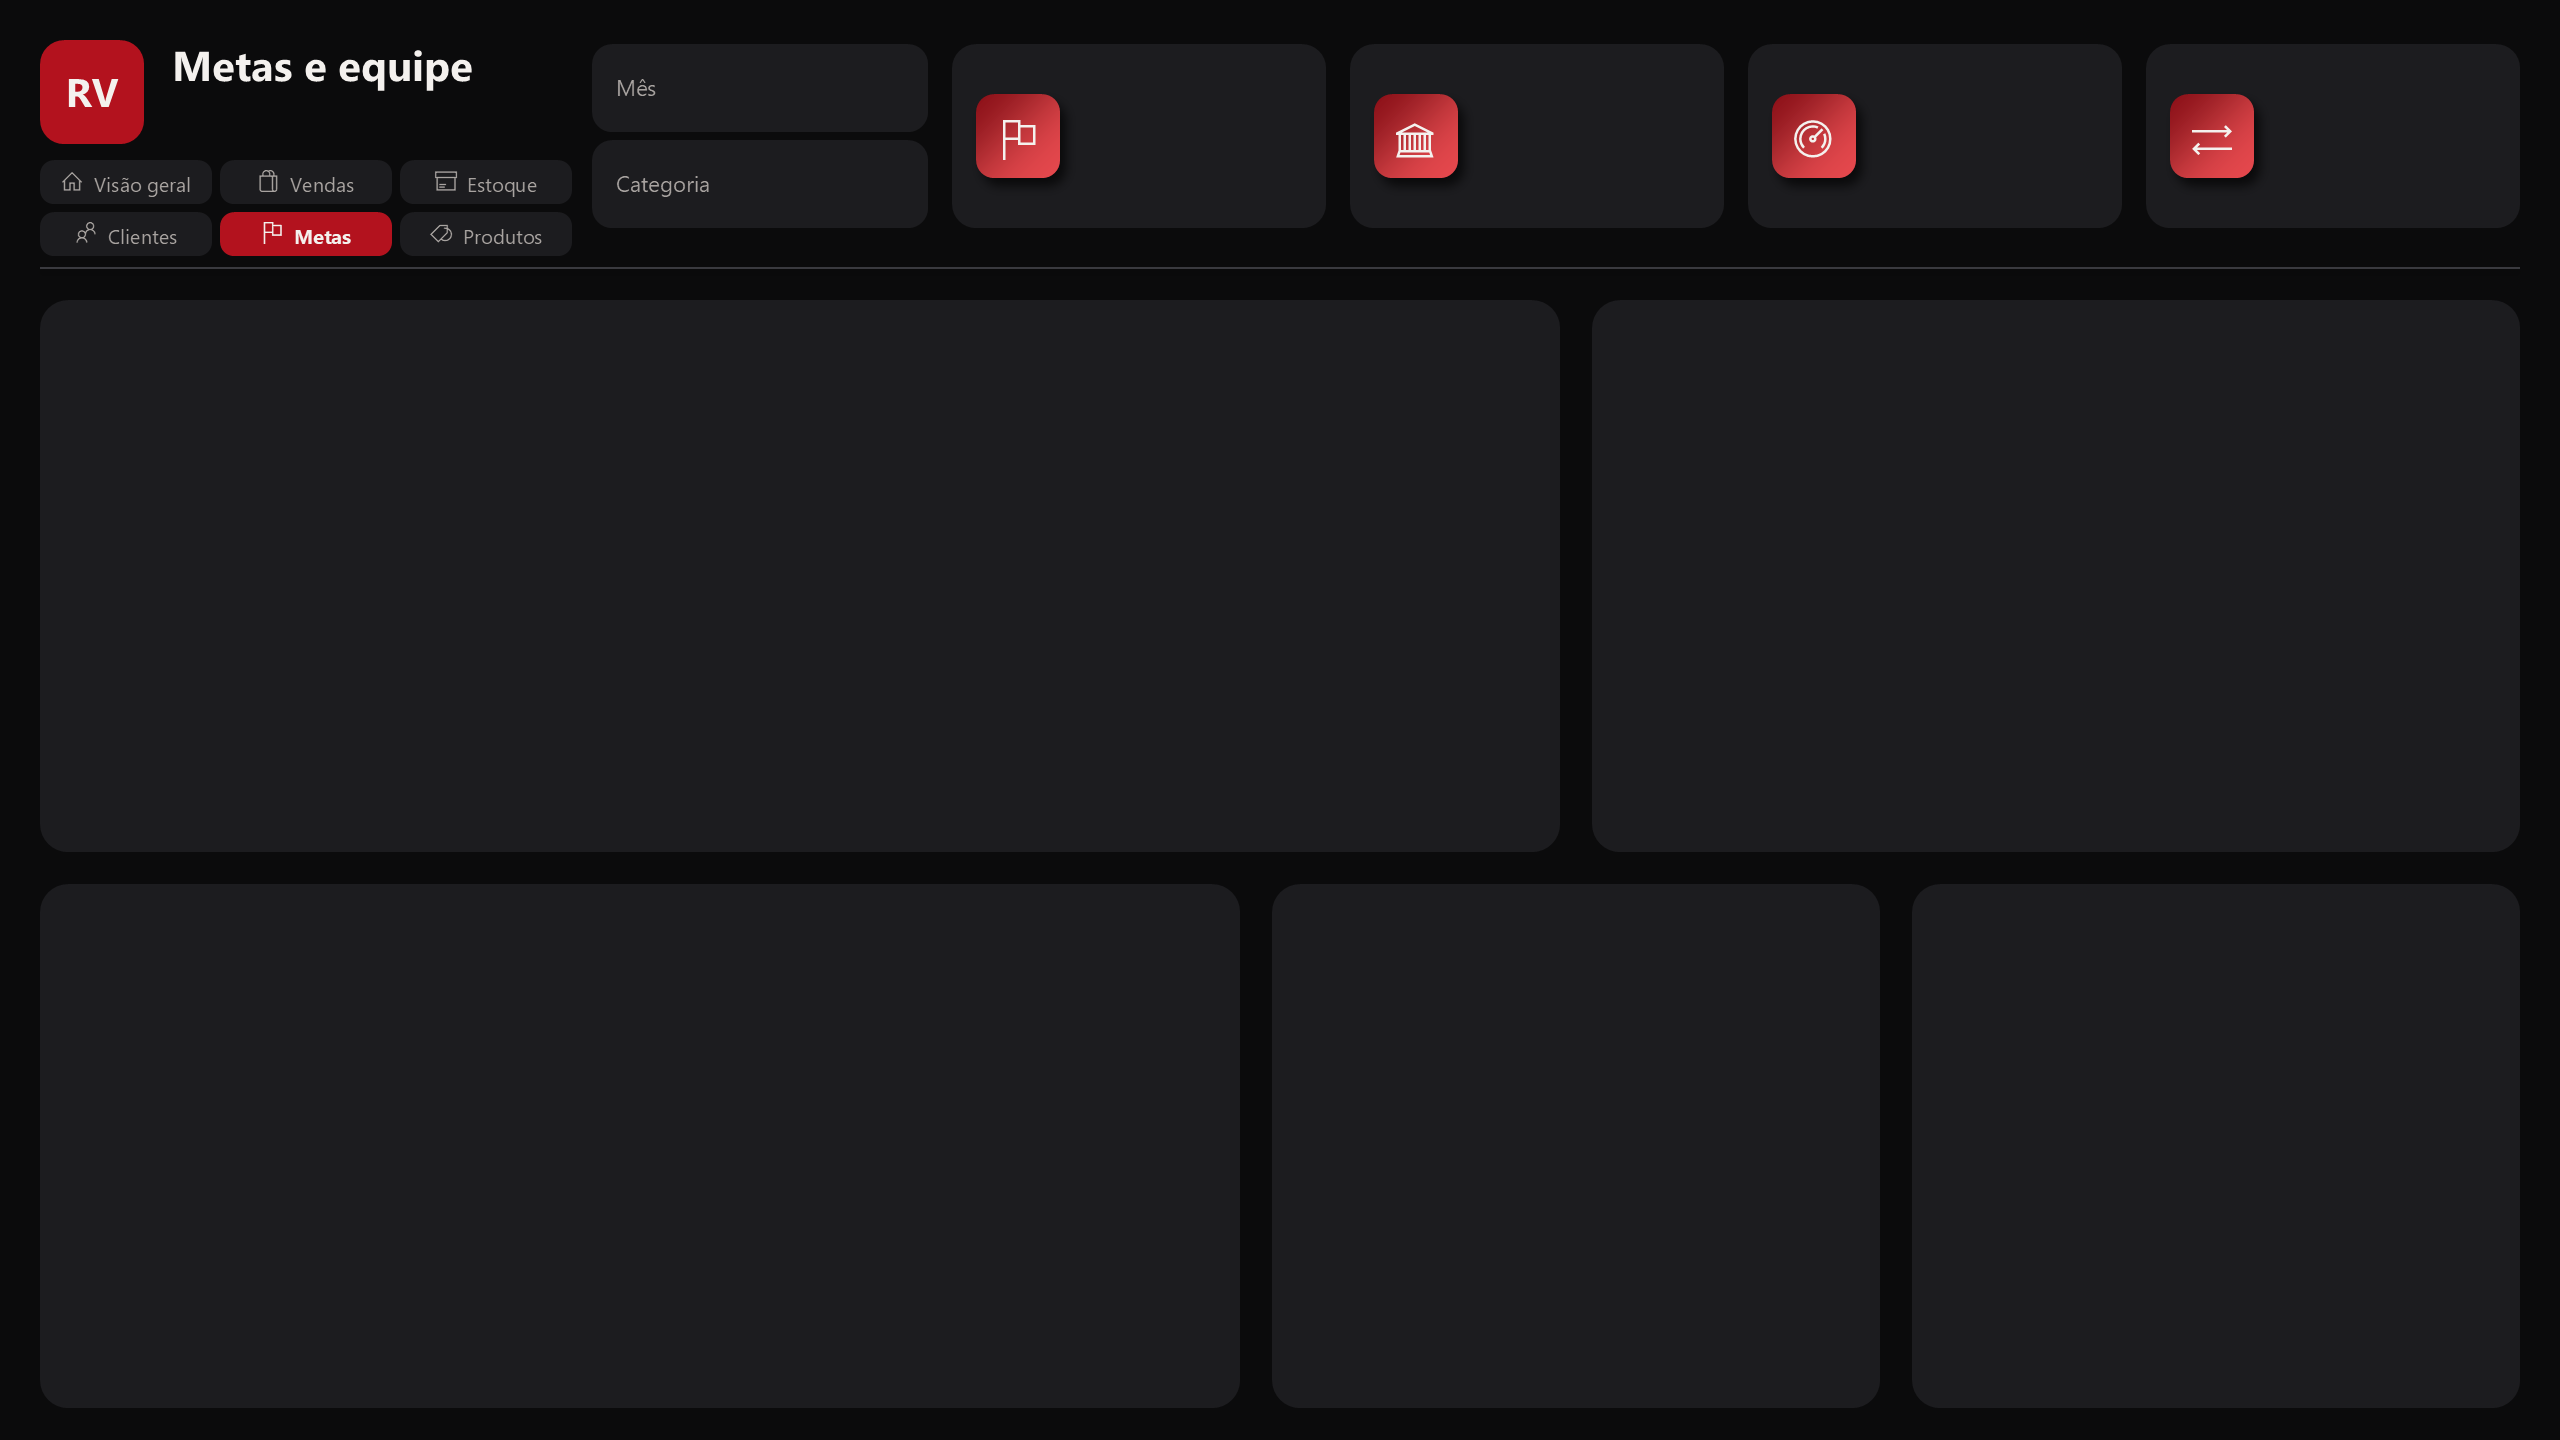 RV
Metas e equipe
Visão geral
Vendas
Estoque
Clientes
Metas
Produtos
Mês
Categoria